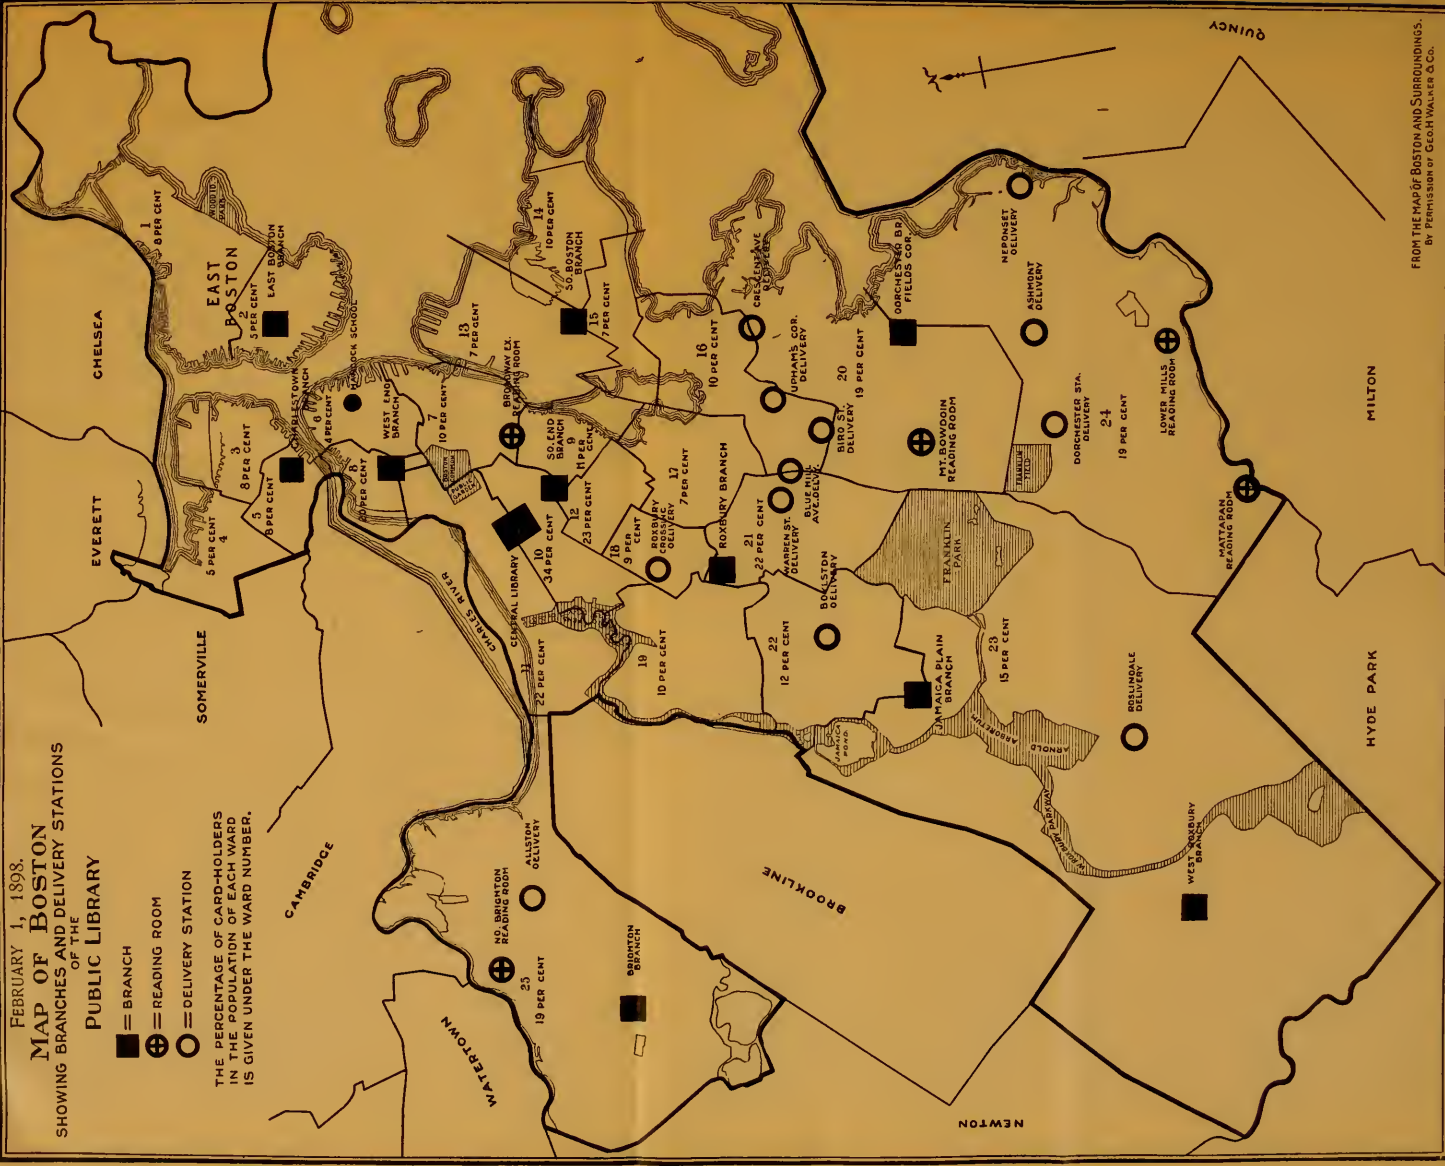 FEBRUARY 1, 1898.
MAP OF BOSTON
SHOWING BRANCHES AND DELIVERY STATIONS
OF THE
PUBLIC LIBRARY
= BRANCH
= READING ROOM
= DELIVERY STATION
THE PERCENTAGE OF CARD-HOLDERS
IN THE POPULATION OF EACH WARD
IS GIVEN UNDER THE WARD NUMBER.
EVERETT
CHELSEA
SOMERVILLE
CAMBRIDGE
WATERTOWN
NEWTON
BROOKLINE
HYDE PARK
MILTON
QUINCY
CHARLES RIVER
1
8 PER CENT
EAST
BOSTON
2
5 PER CENT
EAST BOSTON
BRANCH
WOOD ID.
PARK
3
8 PER CENT
5 PER CENT
4
5
8 PER CENT
CHARLESTOWN
BRANCH
6
4 PER CENT
HANCOCK SCHOOL
WEST END
BRANCH
8
PER CENT
7
10 PER CENT
BOSTON
COMMON
PUBLIC
GARDEN
BROADWAY EX.
READING ROOM
13
7 PER CENT
14
10 PER CENT
SO. BOSTON
BRANCH
15
7 PER CENT
SO. END
BRANCH
9
11 PER
CENT
CENTRAL LIBRARY
10
34 PER CENT
11
22 PER CENT
12
23 PER CENT
18
9 PER
CENT
ROXBURY
CROSSING
DELIVERY
17
7 PER CENT
16
10 PER CENT
CRESCENT AVE
DELIVERY
UPHAM'S COR.
DELIVERY
ROXBURY BRANCH
21
22 PER CENT
WARREN ST.
DELIVERY
BLUE HILL
AVE. DELVY.
BIRD ST.
DELIVERY
20
19 PER CENT
DORCHESTER BR.
FIELDS COR.
MT. BOWDOIN
READING ROOM
19
10 PER CENT
22
12 PER CENT
BOYLSTON
DELIVERY
FRANKLIN
PARK
FRANKLIN
FIELD
JAMAICA
POND.
JAMAICA PLAIN
BRANCH
23
15 PER CENT
ARNOLD
ARBORETUM
W. ROXBURY PARKWAY
ROSLINDALE
DELIVERY
WEST ROXBURY
BRANCH
NEPONSET
DELIVERY
ASHMONT
DELIVERY
DORCHESTER STA.
DELIVERY
24
19 PER CENT
LOWER MILLS
READING ROOM
MATTAPAN
READING ROOM
ALLSTON
DELIVERY
NO. BRIGHTON
READING ROOM
25
19 PER CENT
BRIGHTON
BRANCH
FROM THE MAP OF BOSTON AND SURROUNDINGS.
BY PERMISSION OF GEO. H WALKER & CO.